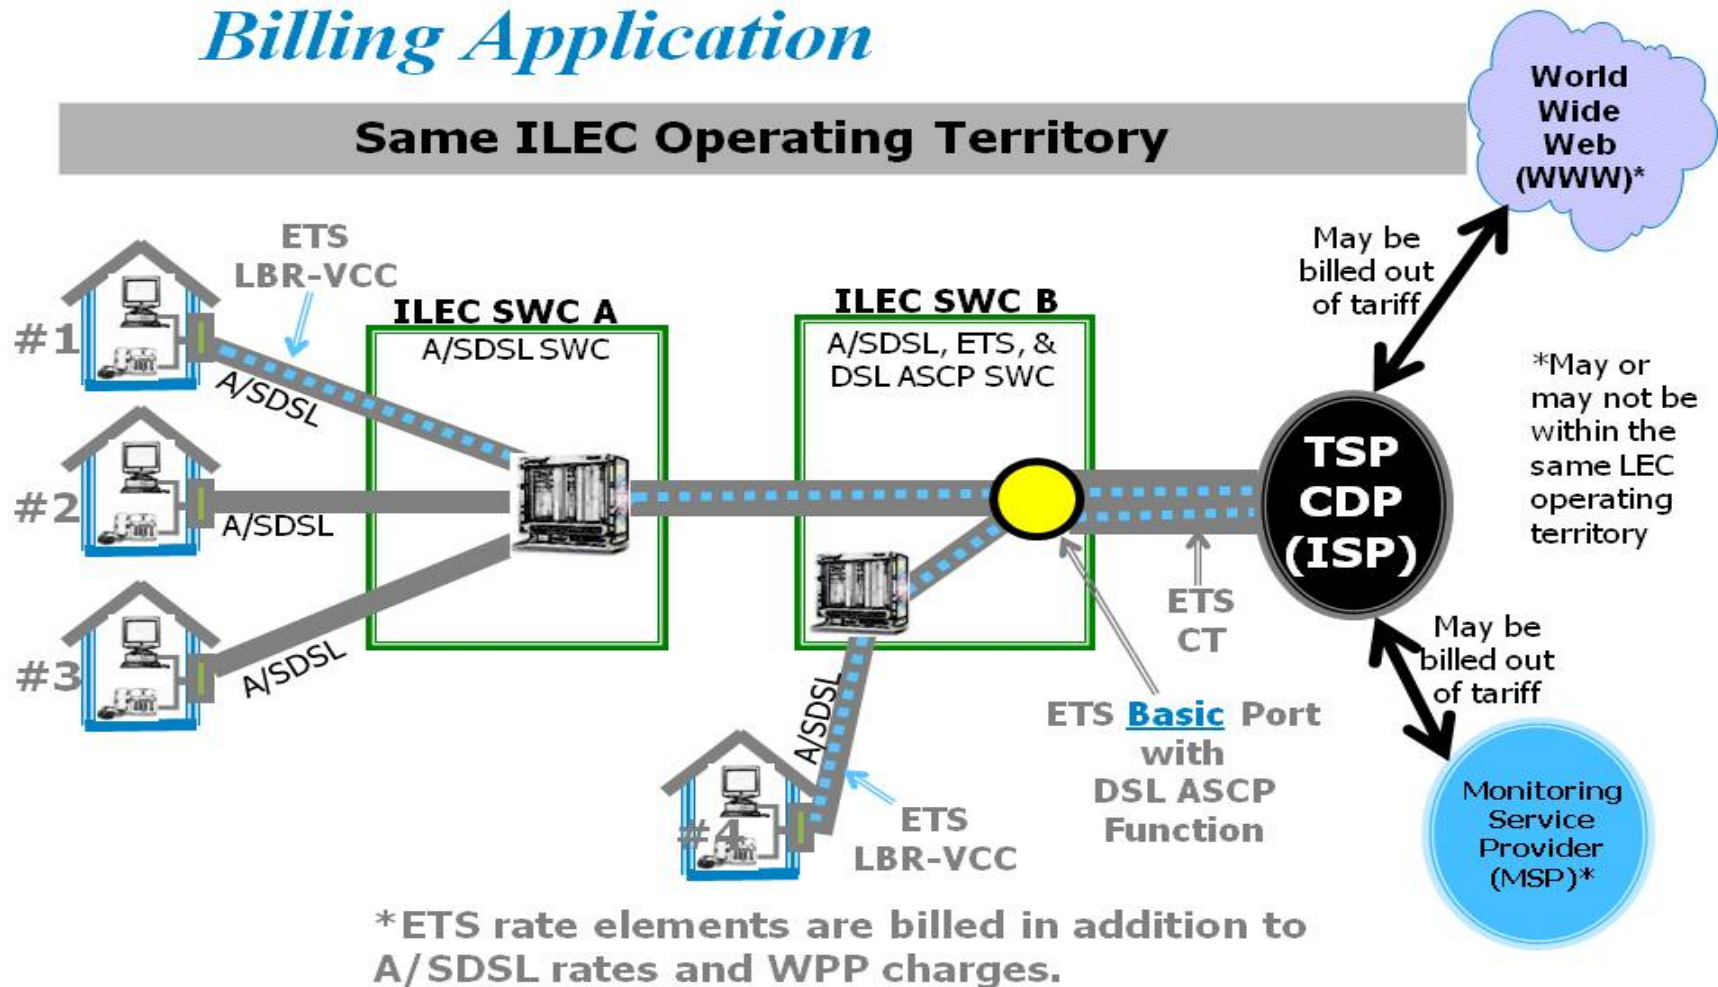 Billing Application
Same ILEC Operating Territory
World
Wide
Web
(WWW)*
May be
billed out
of tariff
ETS
LBR-VCC
ILEC SWC A
A/SDSL SWC
ILEC SWC B
A/SDSL, ETS, &
DSL ASCP SWC
#1
A/SDSL
#2
A/SDSL
#3
A/SDSL
*May or
may not be
within the
same LEC
operating
territory
TSP
CDP
(ISP)
ETS
CT
May be
billed out
of tariff
A/SDSL
#4
ETS
LBR-VCC
ETS Basic Port
with
DSL ASCP
Function
Monitoring
Service
Provider
(MSP)*
*ETS rate elements are billed in addition to
A/SDSL rates and WPP charges.